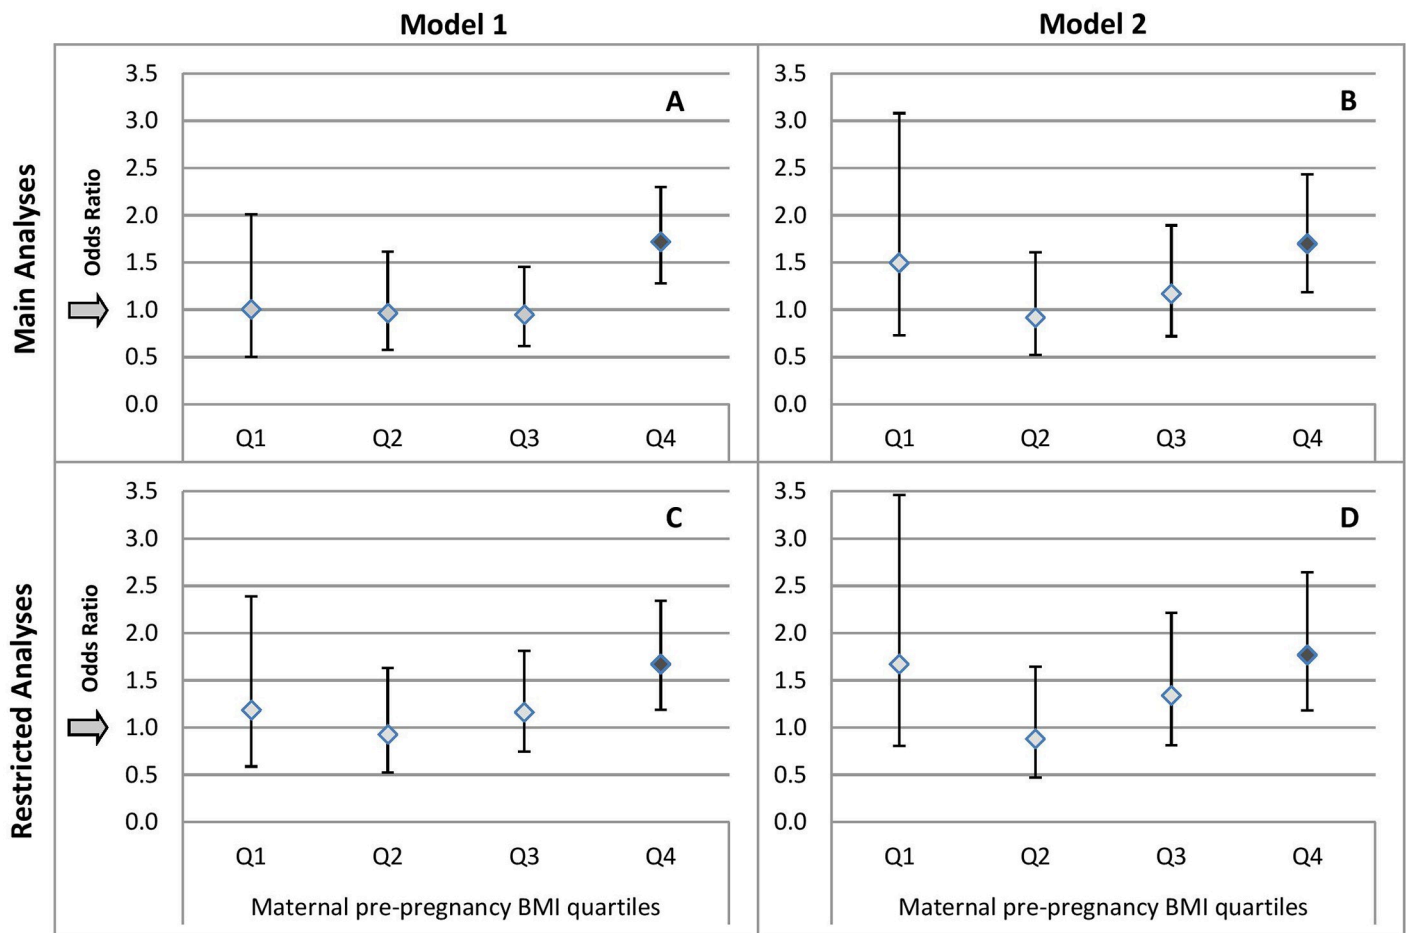 Model 1
Model 2
Main Analyses
Odds Ratio
3.5
3.0
2.5
2.0
1.5
1.0
0.5
0.0
A
Q1 Q2 Q3 Q4
3.5
3.0
2.5
2.0
1.5
1.0
0.5
0.0
B
Q1 Q2 Q3 Q4
Restricted Analyses
Odds Ratio
3.5
3.0
2.5
2.0
1.5
1.0
0.5
0.0
C
Q1 Q2 Q3 Q4
Maternal pre-pregnancy BMI quartiles
3.5
3.0
2.5
2.0
1.5
1.0
0.5
0.0
D
Q1 Q2 Q3 Q4
Maternal pre-pregnancy BMI quartiles